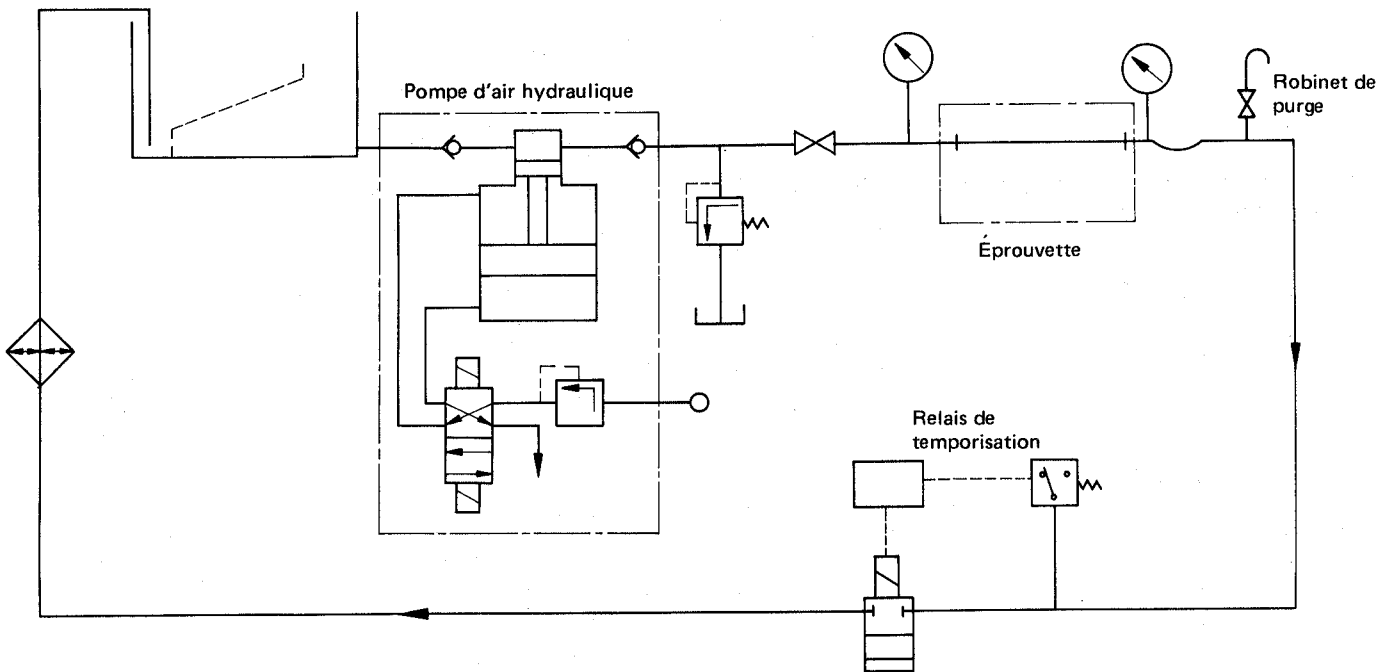 Pompe d'air hydraulique
Robinet de
purge
Éprouvette
Relais de
temporisation